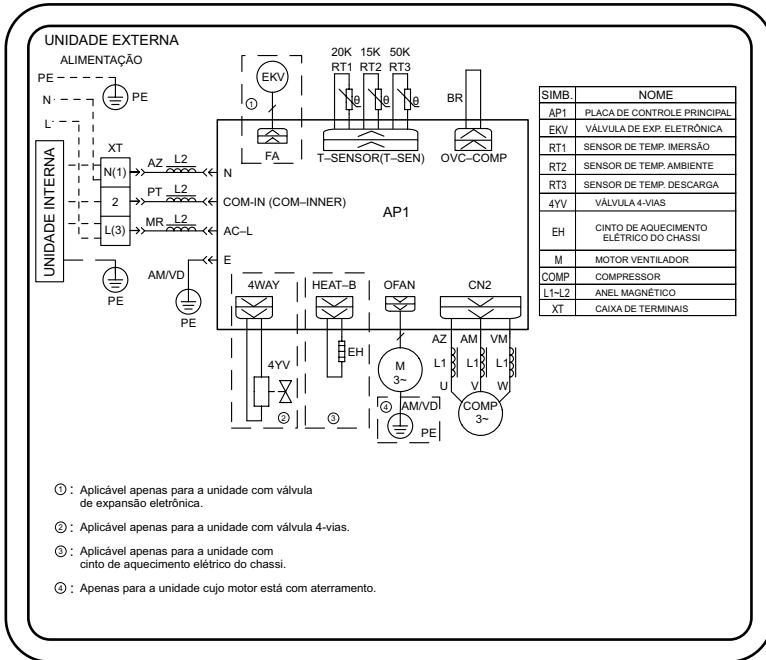 UNIDADE EXTERNA
ALIMENTAÇÃO
PE
N
L
PE
UNIDADE INTERNA
XT
N(1)
2
L(3)
PE
AZ L2
PT L2
MR L2
N
COM-IN (COM–INNER)
AC–L
E
AM/VD
PE
EKV
①
FA
20K 15K 50K
RT1 RT2 RT3
θ θ θ
T–SENSOR(T–SEN)
BR
OVC–COMP
AP1
4WAY
4YV
②
HEAT–B
EH
③
OFAN
M
3~
④ AM/VD
PE
CN2
AZ AM VM
L1 L1 L1
U V W
COMP
3~
SIMB. NOME
AP1 PLACA DE CONTROLE PRINCIPAL
EKV VÁLVULA DE EXP. ELETRÔNICA
RT1 SENSOR DE TEMP. IMERSÃO
RT2 SENSOR DE TEMP. AMBIENTE
RT3 SENSOR DE TEMP. DESCARGA
4YV VÁLVULA 4-VIAS
EH CINTO DE AQUECIMENTO
ELÉTRICO DO CHASSI
M MOTOR VENTILADOR
COMP COMPRESSOR
L1~L2 ANEL MAGNÉTICO
XT CAIXA DE TERMINAIS
① : Aplicável apenas para a unidade com válvula
de expansão eletrônica.
② : Aplicável apenas para a unidade com válvula 4-vias.
③ : Aplicável apenas para a unidade com
cinto de aquecimento elétrico do chassi.
④ : Apenas para a unidade cujo motor está com aterramento.